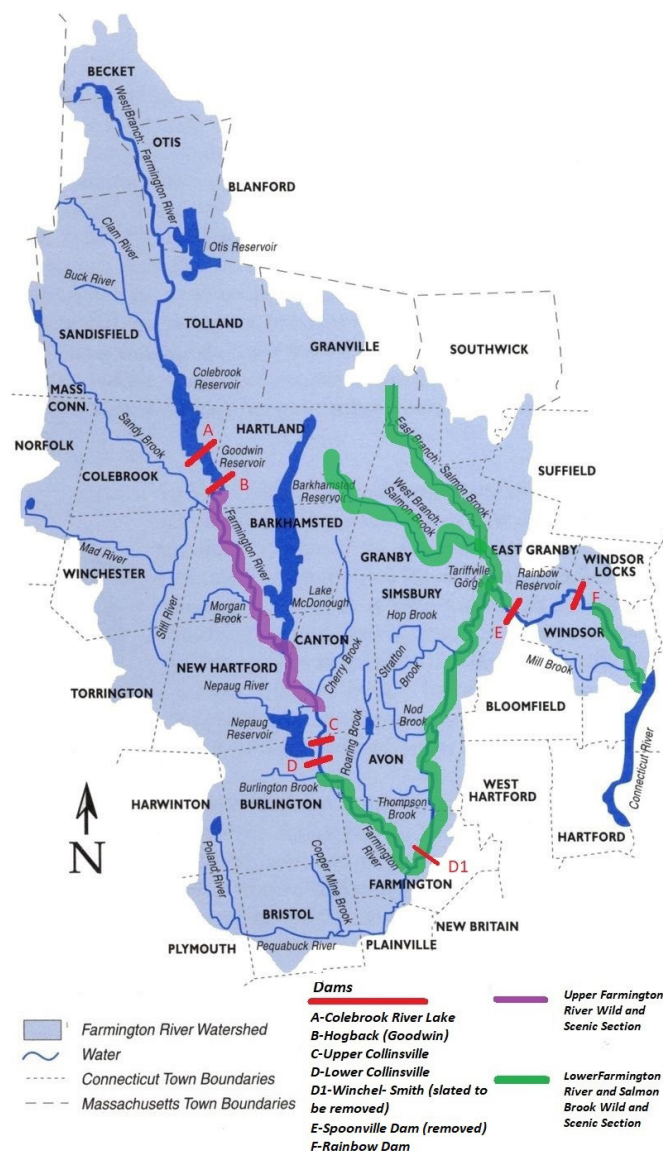 BECKET
West Branch: Farmington River
OTIS
BLANFORD
Clam River
Otis Reservoir
Buck River
SANDISFIELD
TOLLAND
GRANVILLE
SOUTHWICK
Colebrook
Reservoir
MASS.
CONN.
NORFOLK
Sandy Brook
A
HARTLAND
Goodwin
Reservoir
East Branch: Salmon Brook
SUFFIELD
COLEBROOK
B
Barkhamsted
Reservoir
West Branch:
Salmon Brook
Farmington River
BARKHAMSTED
Mad River
GRANBY
EAST GRANBY
WINDSOR
LOCKS
WINCHESTER
Tariffville
Gorge
Rainbow
Reservoir
Still River
Morgan
Brook
Lake
McDonough
SIMSBURY
Hop Brook
E
F
CANTON
Cherry Brook
WINDSOR
Mill Brook
NEW HARTFORD
Stratton
Brook
Nepaug River
TORRINGTON
Nod
Brook
BLOOMFIELD
Nepaug
Reservoir
C
Roaring Brook
Connecticut River
D
AVON
WEST
HARTFORD
Burlington Brook
HARWINTON
BURLINGTON
Thompson
Brook
HARTFORD
N
Poland River
Copper Mine Brook
Farmington
River
D1
FARMINGTON
NEW BRITAIN
BRISTOL
PLYMOUTH
Pequabuck River
PLAINVILLE
Dams
A-Colebrook River Lake
B-Hogback (Goodwin)
C-Upper Collinsville
D-Lower Collinsville
D1-Winchel- Smith (slated to
be removed)
E-Spoonville Dam (removed)
F-Rainbow Dam
Upper Farmington
River Wild and
Scenic Section
LowerFarmington
River and Salmon
Brook Wild and
Scenic Section
Farmington River Watershed
Water
Connecticut Town Boundaries
Massachusetts Town Boundaries